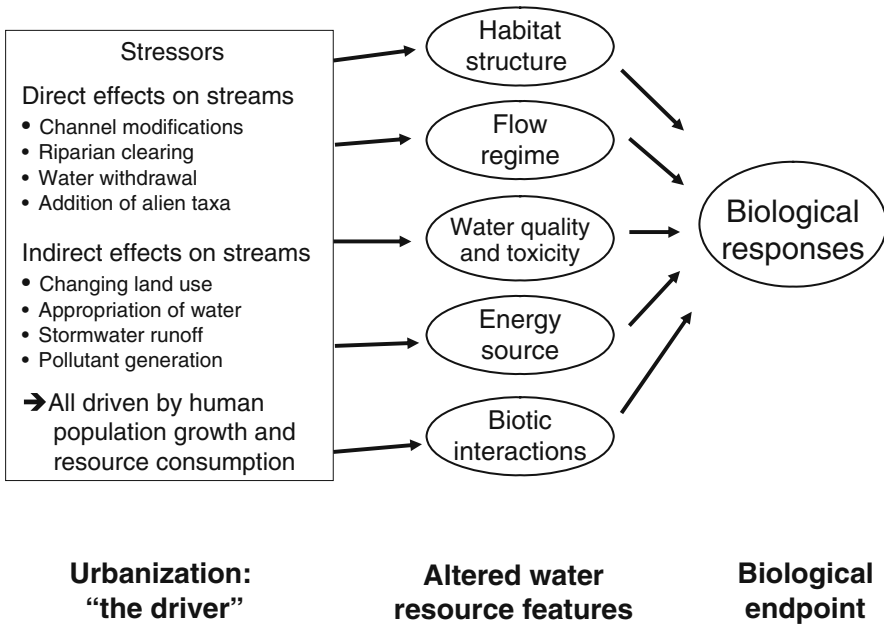 Stressors
Direct effects on streams
• Channel modifications
• Riparian clearing
• Water withdrawal
• Addition of alien taxa
Indirect effects on streams
• Changing land use
• Appropriation of water
• Stormwater runoff
• Pollutant generation
➔All driven by human
population growth and
resource consumption
Habitat
structure
Flow
regime
Water quality
and toxicity
Energy
source
Biotic
interactions
Biological
responses
Urbanization:
“the driver”
Altered water
resource features
Biological
endpoint